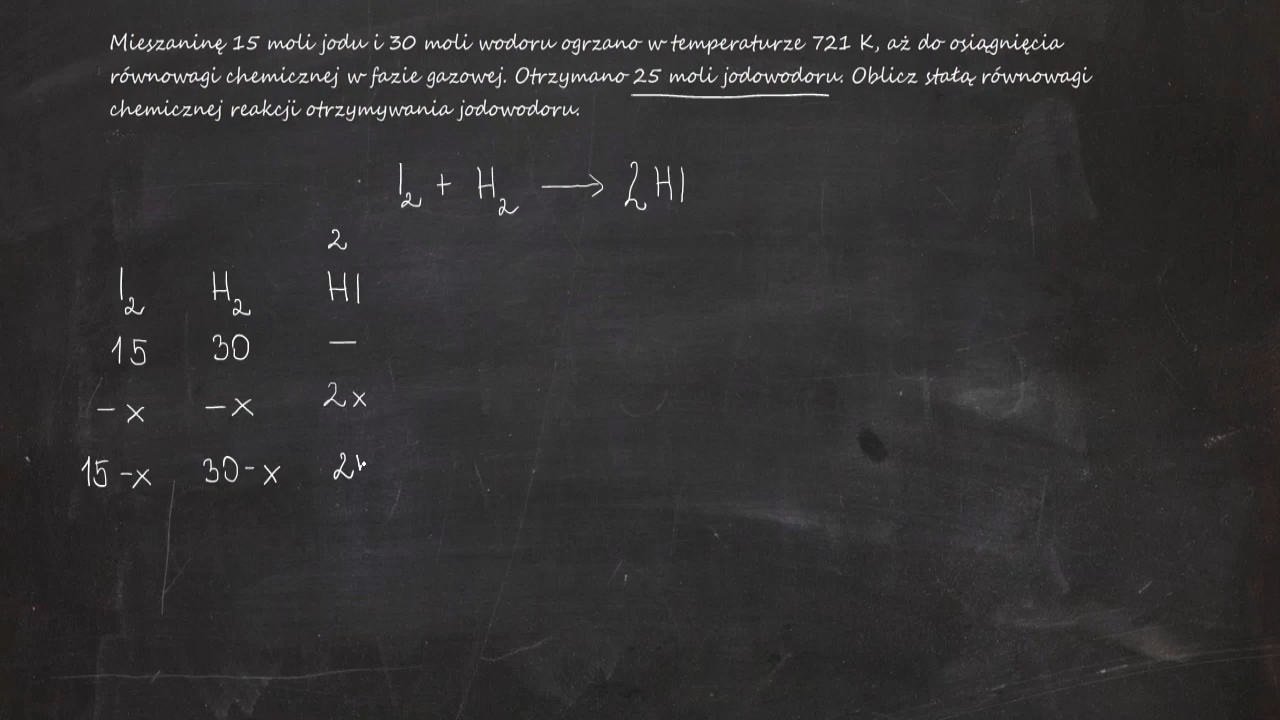 Mieszaninę 15 moli jodu i 30 moli wodoru ogrzano w temperaturze 721 K, aż do osiągnięcia
równowagi chemicznej w fazie gazowej. Otrzymano 25 moli jodowodoru. Oblicz stałą równowagi
chemicznej reakcji otrzymywania jodowodoru.
I₂ + H₂ → 2HI
2
I₂ H₂ HI
15 30 —
-x -x 2x
15-x 30-x 2